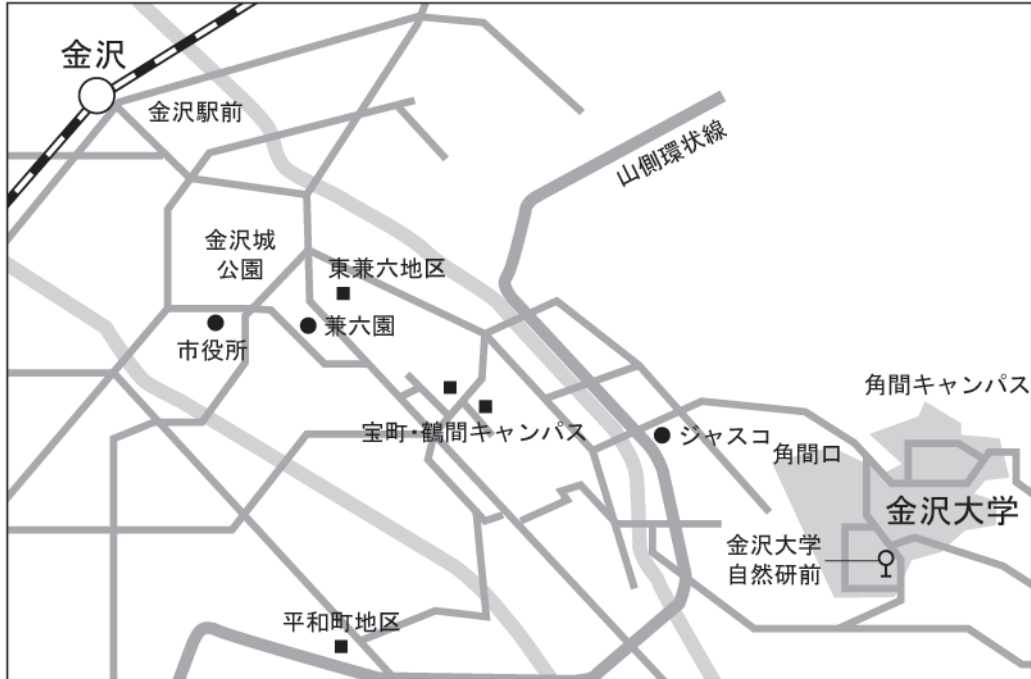 金沢
金沢駅前
山側環状線
金沢城
公園
東兼六地区
兼六園
市役所
角間キャンパス
宝町・鶴間キャンパス
ジャスコ
角間口
金沢大学
金沢大学
自然研前
平和町地区